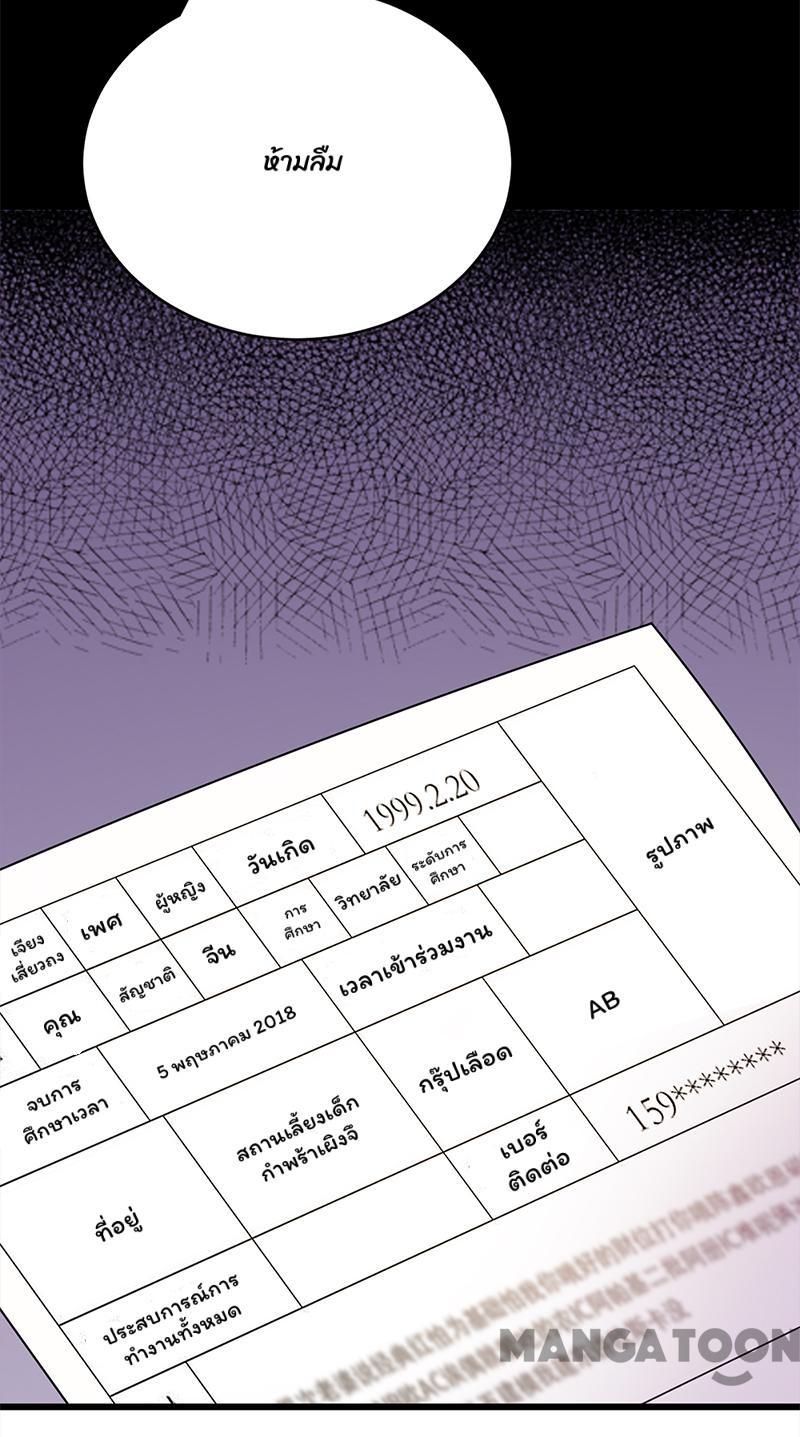 ห้ามลืม
เจียง
เสี่ยวถง
เพศ
ผู้หญิง
วันเกิด
1999.2.20
รูปภาพ
คุณ
สัญชาติ
จีน
การ
ศึกษา
วิทยาลัย
ระดับการ
ศึกษา
จบการ
ศึกษาเวลา
5 พฤษภาคม 2018
เวลาเข้าร่วมงาน
ที่อยู่
สถานเลี้ยงเด็ก
กำพร้าเผิงจี
กรุ๊ปเลือด
AB
เบอร์
ติดต่อ
159********
ประสบการณ์การ
ทำงานทั้งหมด
MANGATOON